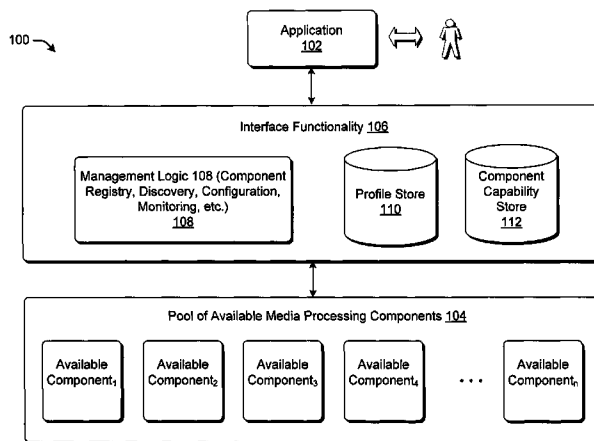 100
Application
102
Interface Functionality 106
Management Logic 108 (Component
Registry, Discovery, Configuration,
Monitoring, etc.)
108
Profile Store
110
Component
Capability
Store
112
Pool of Available Media Processing Components 104
Available
Component1
Available
Component2
Available
Component3
Available
Component4
• • •
Available
Componentn